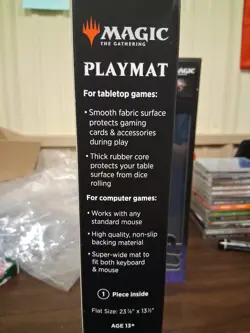 MAGIC
THE GATHERING
PLAYMAT
For tabletop games:
• Smooth fabric surface
protects gaming
cards & accessories
during play
• Thick rubber core
protects your table
surface from dice
rolling
For computer games:
• Works with any
standard mouse
• High quality, non-slip
backing material
• Super-wide mat to
fit both keyboard
& mouse
1 Piece inside
Flat Size: 23 ⅝" x 13 ½"
AGE 13+
MAGIC